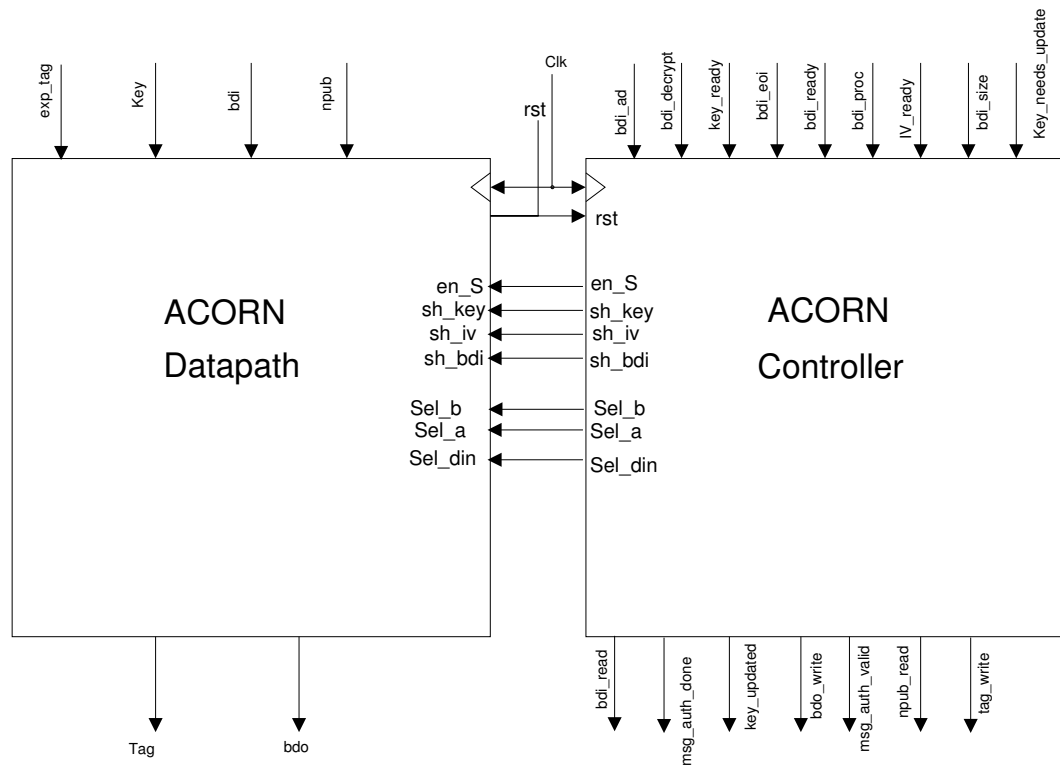 exp_tag
Key
bdi
npub
Clk
rst
bdi_ad
bdi_decrypt
key_ready
bdi_eoi
bdi_ready
bdi_proc
IV_ready
bdi_size
Key_needs_update
rst
en_S
en_S
sh_key
sh_key
sh_iv
sh_iv
sh_bdi
sh_bdi
Sel_b
Sel_b
Sel_a
Sel_a
Sel_din
Sel_din
ACORN
Datapath
ACORN
Controller
Tag
bdo
bdi_read
msg_auth_done
key_updated
bdo_write
msg_auth_valid
npub_read
tag_write